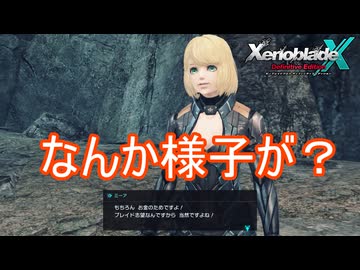 Xenoblade X
Definitive Edition
なんか様子が？
ミーア
もちろん お金のためですよ！
ブレイド志望なんですから 当然ですよね！